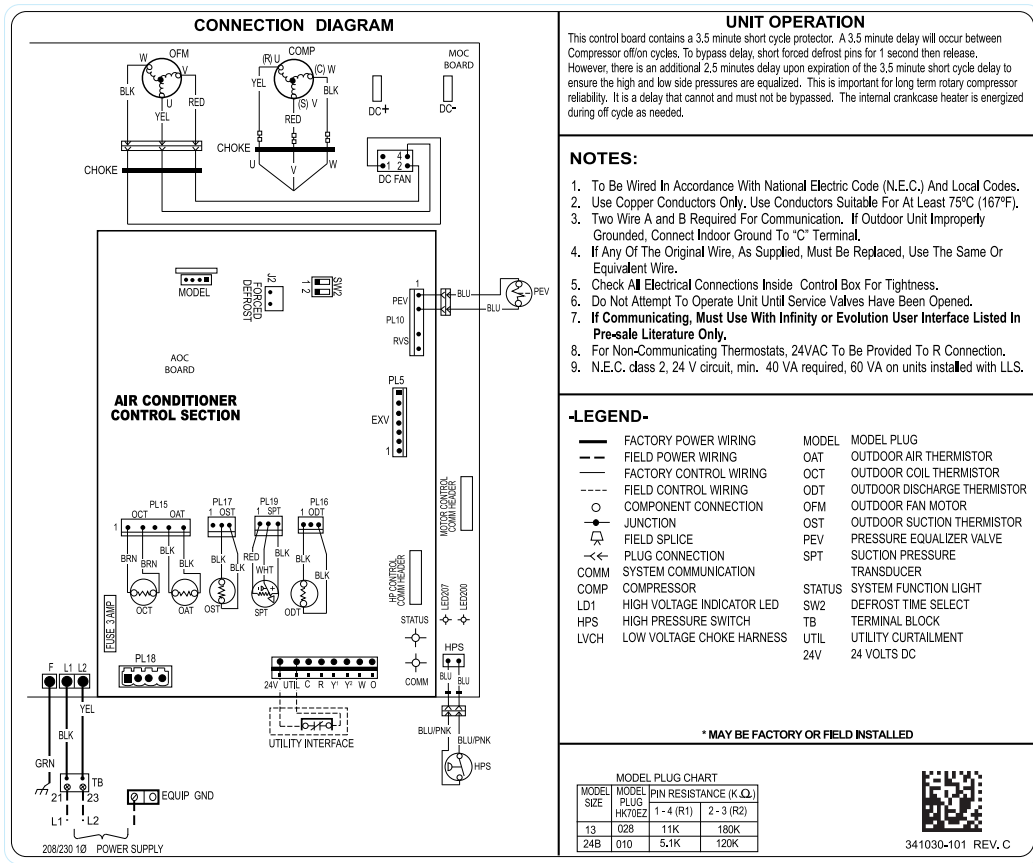 CONNECTION DIAGRAM
OFM
W
V
U
BLK
RED
YEL
CHOKE
COMP
(R) U
(C) W
(S) V
YEL
BLK
RED
CHOKE
U
V
W
MOC
BOARD
DC+
DC-
4
1 2
DC FAN
MODEL
J2
FORCED
DEFROST
SW2
1 2
1
PEV
PL10
RVS
BLU
BLU
PEV
AOC
BOARD
AIR CONDITIONER
CONTROL SECTION
PL5
EXV
1
MOTOR CONTROL
COMM HEADER
PL15
OCT OAT
1
PL17
1 OST
PL19
1 SPT
PL16
1 ODT
BRN
BRN
BLK
BLK
BLK
BLK
RED
WHT
BLK
BLK
BLK
OCT
OAT
OST
SPT
ODT
HP CONTROL
COMM HEADER
LED207
LED200
FUSE 3 AMP
STATUS
COMM
PL18
HPS
BLU
BLU
24V UTIL C R Y¹ Y² W O
UTILITY INTERFACE
BLU/PNK
BLU/PNK
HPS
F L1 L2
YEL
BLK
GRN
TB
21 23
EQUIP GND
L1 L2
208/230 1Ø POWER SUPPLY
UNIT OPERATION
This control board contains a 3.5 minute short cycle protector. A 3.5 minute delay will occur between
Compressor off/on cycles. To bypass delay, short forced defrost pins for 1 second then release.
However, there is an additional 2.5 minutes delay upon expiration of the 3.5 minute short cycle delay to
ensure the high and low side pressures are equalized. This is important for long term rotary compressor
reliability. It is a delay that cannot and must not be bypassed. The internal crankcase heater is energized
during off cycle as needed.
NOTES:
1. To Be Wired In Accordance With National Electric Code (N.E.C.) And Local Codes.
2. Use Copper Conductors Only. Use Conductors Suitable For At Least 75ºC (167ºF).
3. Two Wire A and B Required For Communication. If Outdoor Unit Improperly
Grounded, Connect Indoor Ground To “C” Terminal.
4. If Any Of The Original Wire, As Supplied, Must Be Replaced, Use The Same Or
Equivalent Wire.
5. Check All Electrical Connections Inside Control Box For Tightness.
6. Do Not Attempt To Operate Unit Until Service Valves Have Been Opened.
7. If Communicating, Must Use With Infinity or Evolution User Interface Listed In
Pre-sale Literature Only.
8. For Non-Communicating Thermostats, 24VAC To Be Provided To R Connection.
9. N.E.C. class 2, 24 V circuit, min. 40 VA required, 60 VA on units installed with LLS.
-LEGEND-
FACTORY POWER WIRING
FIELD POWER WIRING
FACTORY CONTROL WIRING
FIELD CONTROL WIRING
COMPONENT CONNECTION
JUNCTION
FIELD SPLICE
PLUG CONNECTION
COMM SYSTEM COMMUNICATION
COMP COMPRESSOR
LD1 HIGH VOLTAGE INDICATOR LED
HPS HIGH PRESSURE SWITCH
LVCH LOW VOLTAGE CHOKE HARNESS
MODEL MODEL PLUG
OAT OUTDOOR AIR THERMISTOR
OCT OUTDOOR COIL THERMISTOR
ODT OUTDOOR DISCHARGE THERMISTOR
OFM OUTDOOR FAN MOTOR
OST OUTDOOR SUCTION THERMISTOR
PEV PRESSURE EQUALIZER VALVE
SPT SUCTION PRESSURE
TRANSDUCER
STATUS SYSTEM FUNCTION LIGHT
SW2 DEFROST TIME SELECT
TB TERMINAL BLOCK
UTIL UTILITY CURTAILMENT
24V 24 VOLTS DC
* MAY BE FACTORY OR FIELD INSTALLED
MODEL PLUG CHART
MODEL SIZE MODEL PLUG HK70EZ PIN RESISTANCE (K Ω)
1 - 4 (R1) 2 - 3 (R2)
13 028 11K 180K
24B 010 5.1K 120K
341030-101 REV. C